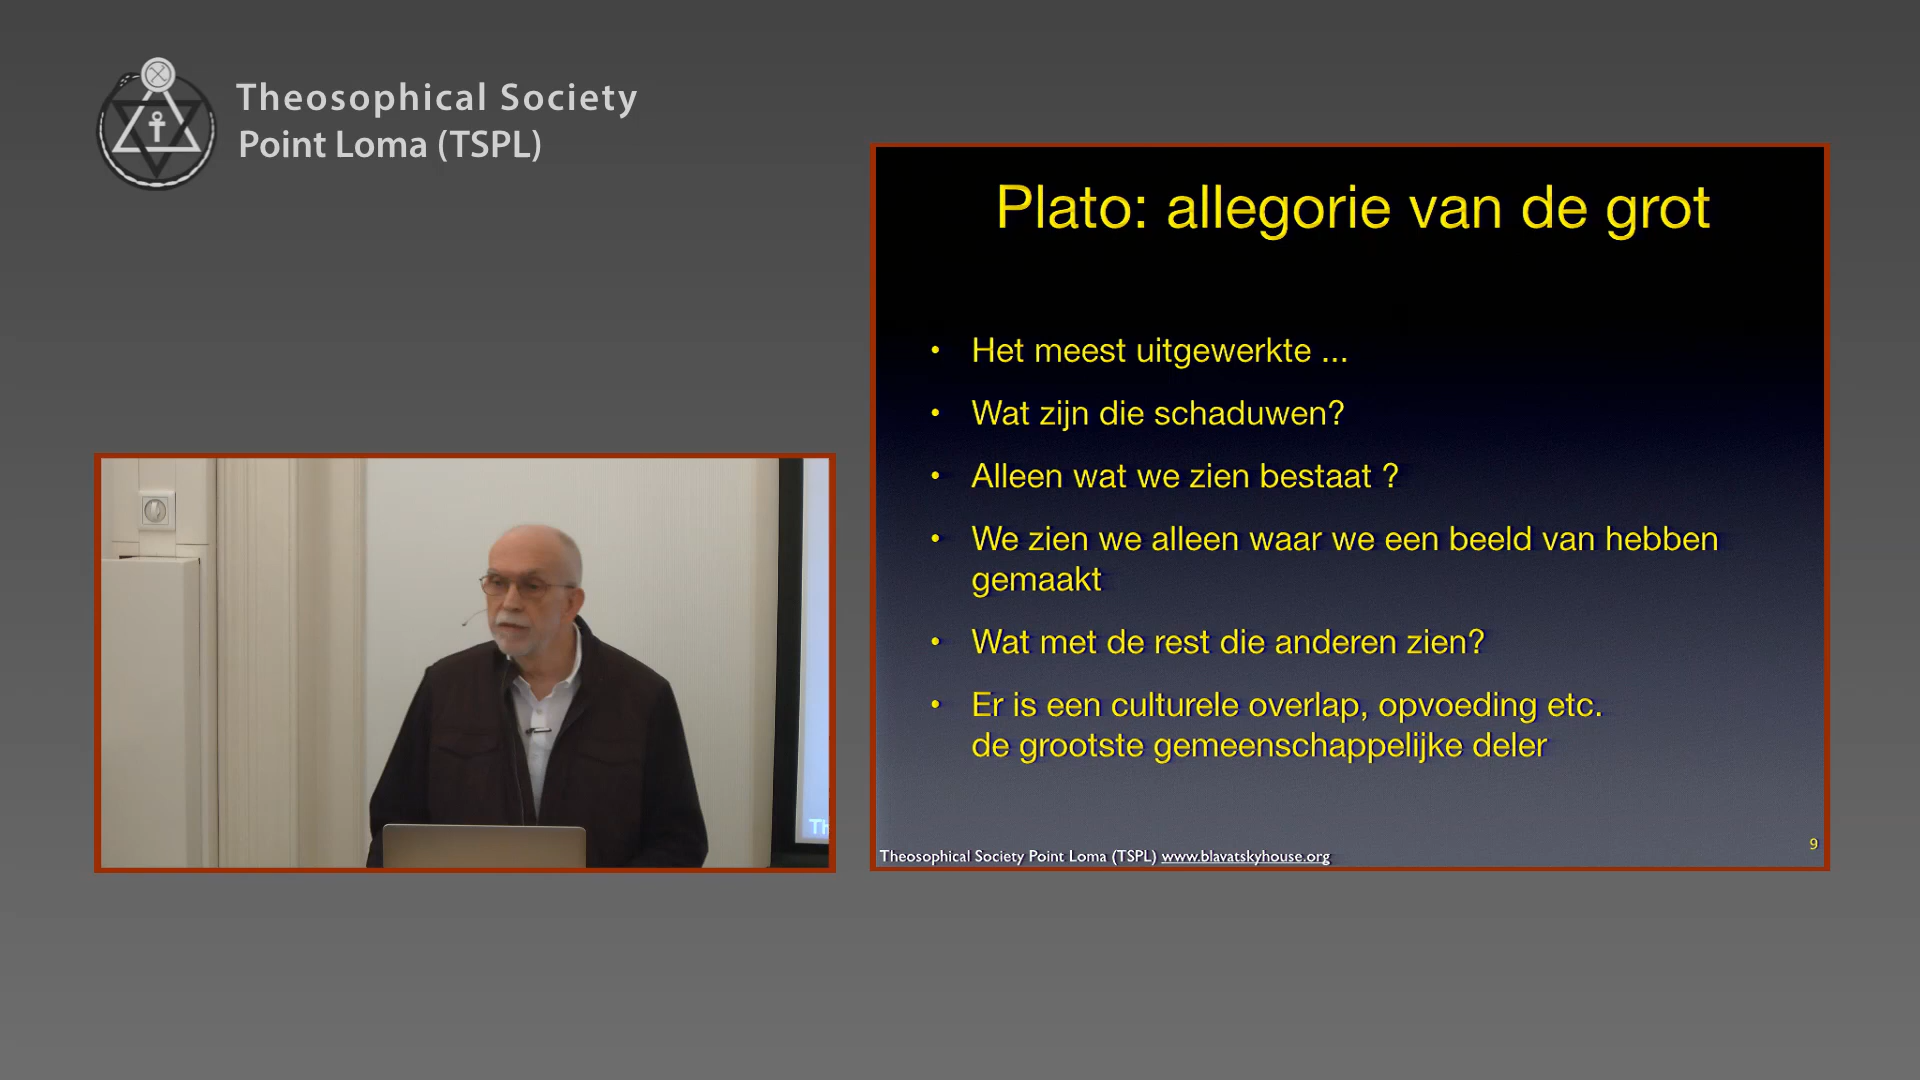 Theosophical Society
Point Loma (TSPL)
Plato: allegorie van de grot
• Het meest uitgewerkte ...
• Wat zijn die schaduwen?
• Alleen wat we zien bestaat ?
• We zien we alleen waar we een beeld van hebben
gemaakt
• Wat met de rest die anderen zien?
• Er is een culturele overlap, opvoeding etc.
de grootste gemeenschappelijke deler
Theosophical Society Point Loma (TSPL) www.blavatskyhouse.org
9
Th